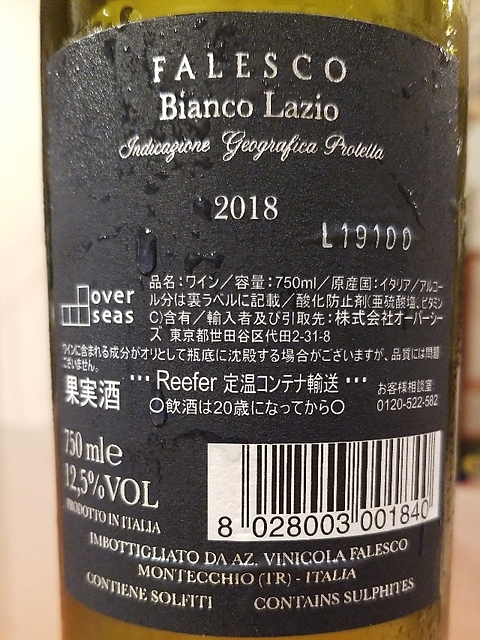 FALESCO
Bianco Lazio
Indicazione Geografica Protetta
2018
L19100
over
seas
品名:ワイン/容量:750ml/原産国:イタリア/アルコー
ル分は裏ラベルに記載/酸化防止剤(亜硫酸塩、ビタミン
C)含有/輸入者及び引取先:株式会社オーバーシー
ズ 東京都世田谷区代田2-31-8
ワインに含まれる成分がオリとして瓶底に沈殿する場合がございますが、品質には問題
ございません。
果実酒
··· Reefer 定温コンテナ輸送 ···
○飲酒は20歳になってから○
お客様相談室:
0120-522-582
750 mle
12,5%VOL
PRODOTTO IN ITALIA
8 028003 001840
IMBOTTIGLIATO DA AZ. VINICOLA FALESCO
MONTECCHIO (TR) - ITALIA
CONTIENE SOLFITI CONTAINS SULPHITES